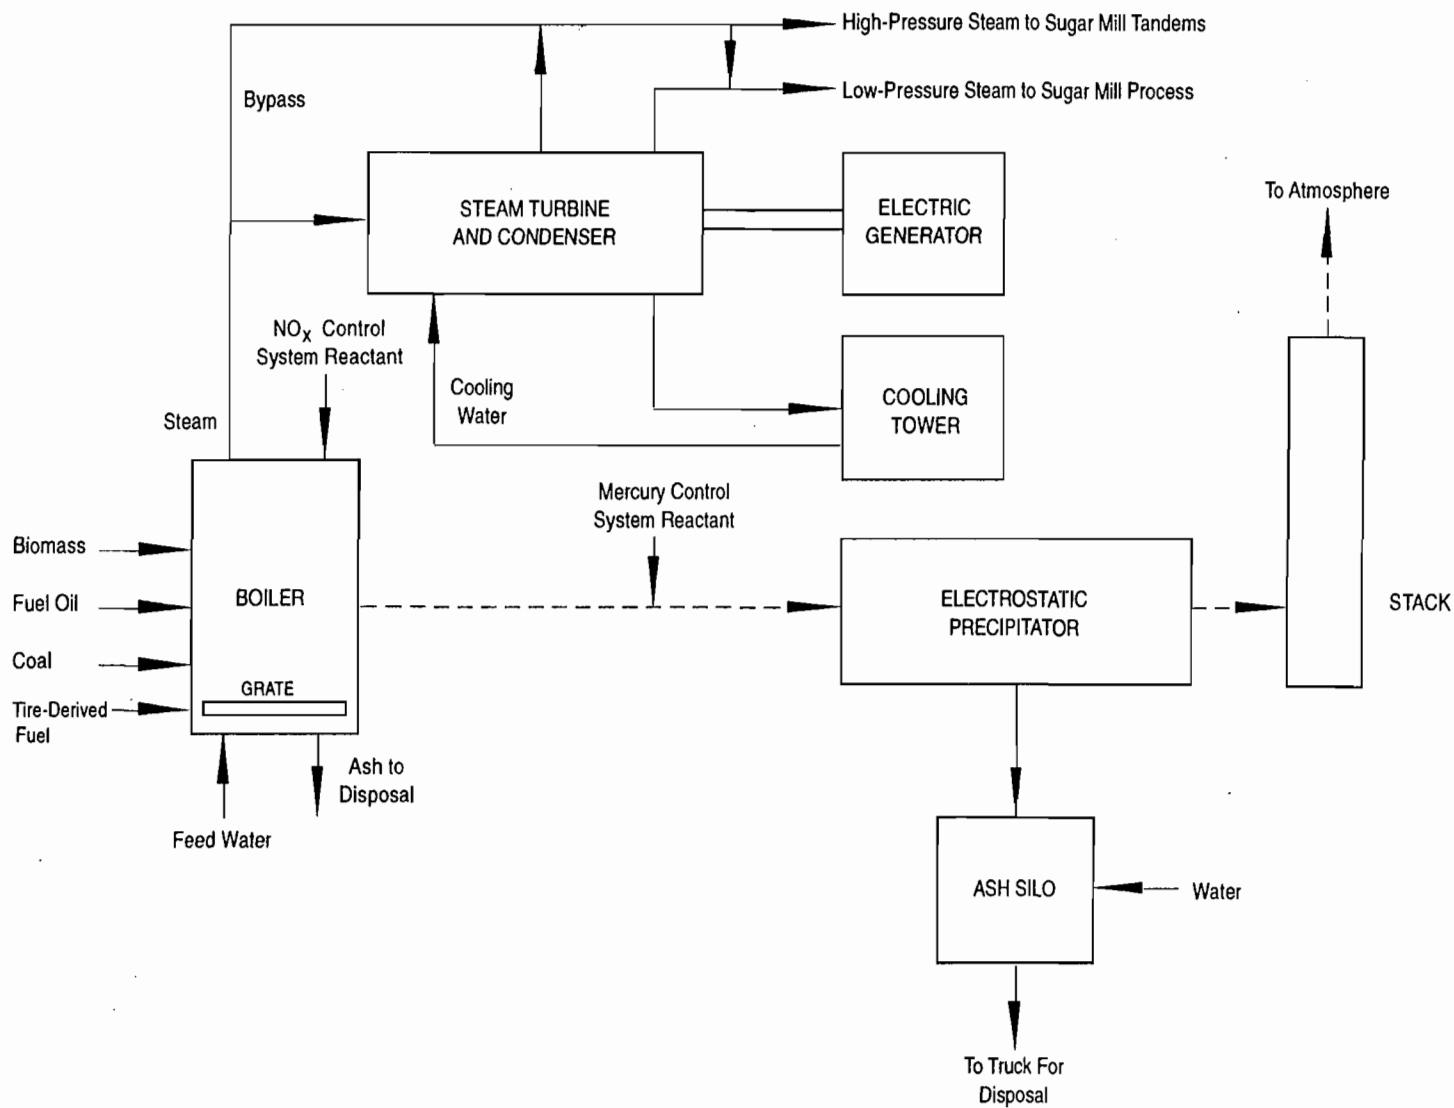 High-Pressure Steam to Sugar Mill Tandems
Low-Pressure Steam to Sugar Mill Process
Bypass
STEAM TURBINE
AND CONDENSER
ELECTRIC
GENERATOR
To Atmosphere
NOX Control
System Reactant
Cooling
Water
COOLING
TOWER
Steam
Mercury Control
System Reactant
Biomass
Fuel Oil
Coal
Tire-Derived
Fuel
BOILER
GRATE
ELECTROSTATIC
PRECIPITATOR
STACK
Ash to
Disposal
Feed Water
ASH SILO
Water
To Truck For
Disposal